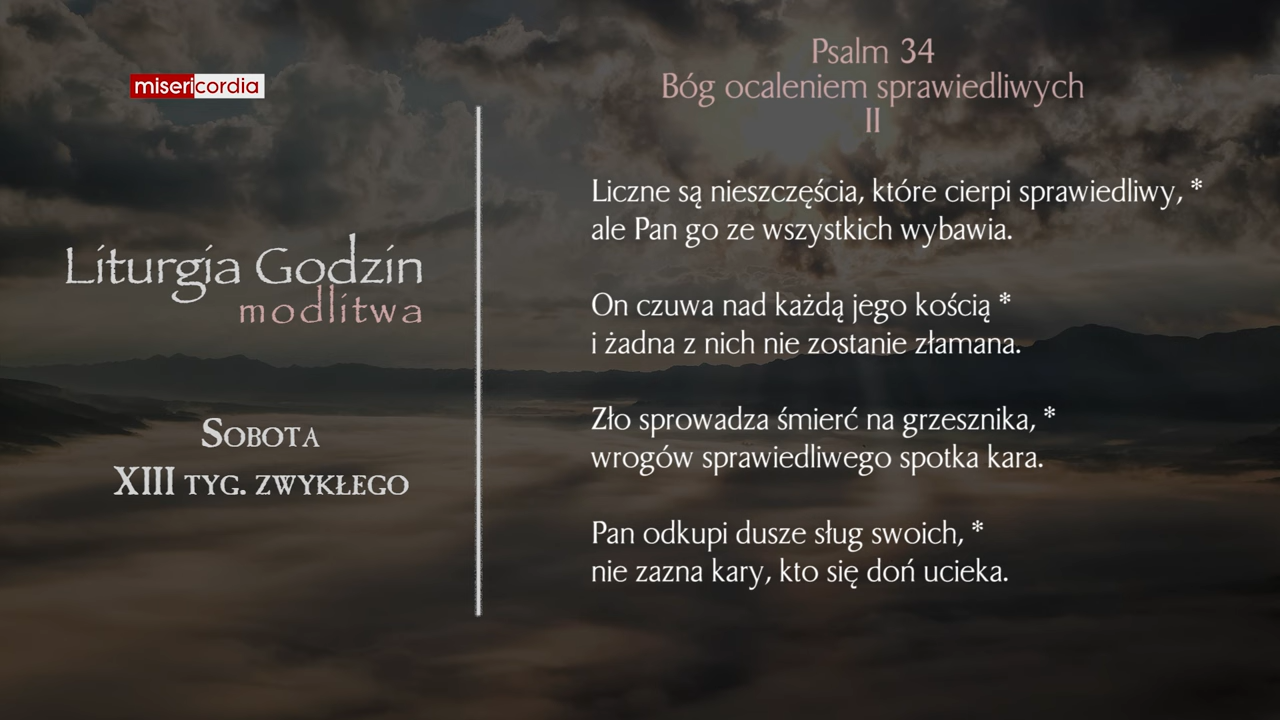 misericordia
Liturgia Godzin
modlitwa
Sobota
XIII tyg. zwykłego
Psalm 34
Bóg ocaleniem sprawiedliwych
II
Liczne są nieszczęścia, które cierpi sprawiedliwy, *
ale Pan go ze wszystkich wybawia.
On czuwa nad każdą jego kością *
i żadna z nich nie zostanie złamana.
Zło sprowadza śmierć na grzesznika, *
wrogów sprawiedliwego spotka kara.
Pan odkupi dusze sług swoich, *
nie zazna kary, kto się doń ucieka.